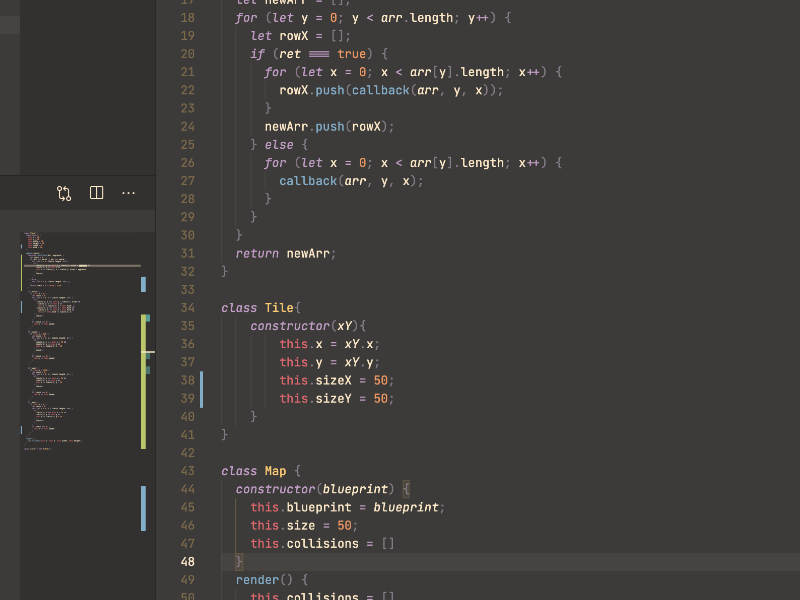 17 let newArr = [];
18 for (let y = 0; y < arr.length; y++) {
19 let rowX = [];
20 if (ret === true) {
21 for (let x = 0; x < arr[y].length; x++) {
22 rowX.push(callback(arr, y, x));
23 }
24 newArr.push(rowX);
25 } else {
26 for (let x = 0; x < arr[y].length; x++) {
27 callback(arr, y, x);
28 }
29 }
30 }
31 return newArr;
32 }
33
34 class Tile{
35 constructor(xY){
36 this.x = xY.x;
37 this.y = xY.y;
38 this.sizeX = 50;
39 this.sizeY = 50;
40 }
41 }
42
43 class Map {
44 constructor(blueprint) {
45 this.blueprint = blueprint;
46 this.size = 50;
47 this.collisions = []
48 }
49 render() {
50 this.collisions = []